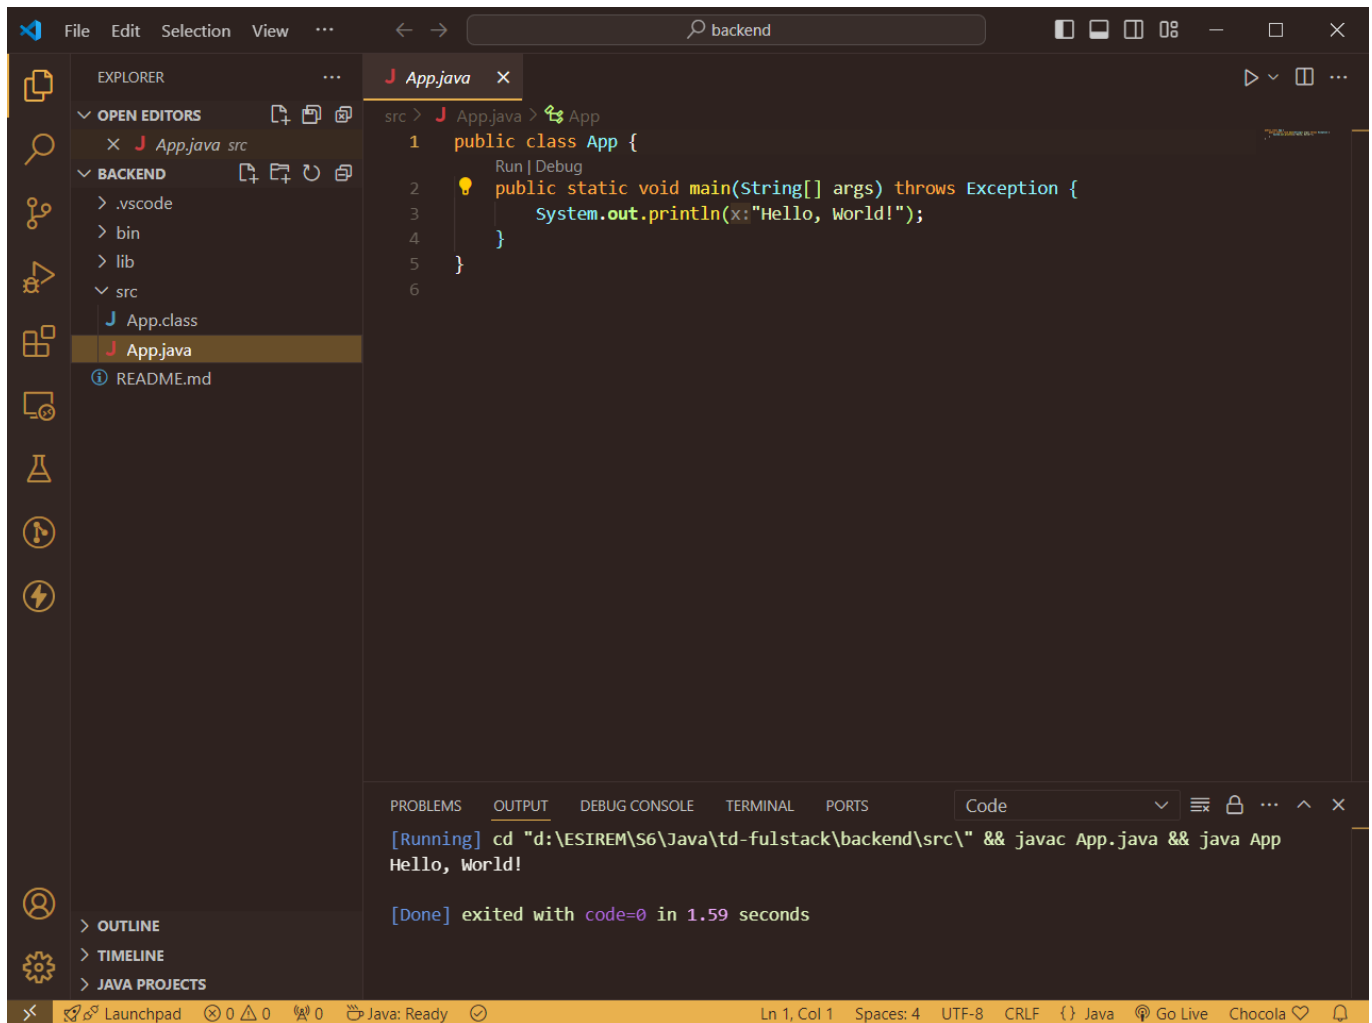 File Edit Selection View ··· backend
EXPLORER ···
OPEN EDITORS
App.java src
BACKEND
.vscode
bin
lib
src
App.class
App.java
README.md
OUTLINE
TIMELINE
JAVA PROJECTS
App.java
src > App.java > App
1 public class App {
Run | Debug
2 public static void main(String[] args) throws Exception {
3 System.out.println(x:"Hello, World!");
4 }
5 }
6
PROBLEMS OUTPUT DEBUG CONSOLE TERMINAL PORTS Code
[Running] cd "d:\ESIREM\S6\Java\td-fulstack\backend\src\" && javac App.java && java App
Hello, World!
[Done] exited with code=0 in 1.59 seconds
Launchpad 0 0 0 Java: Ready Ln 1, Col 1 Spaces: 4 UTF-8 CRLF {} Java Go Live Chocola